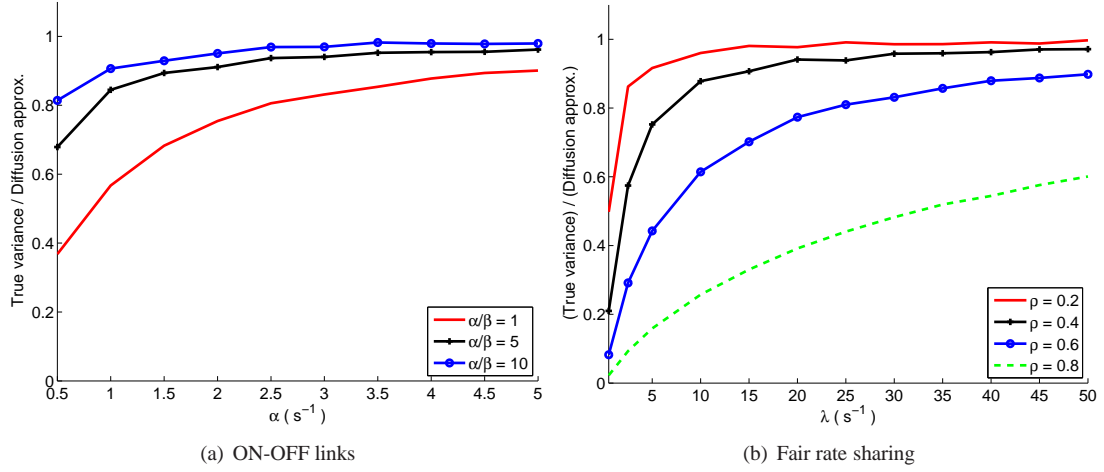 True variance / Diffusion approx.
1
0.8
0.6
0.4
0.2
0
0.5
1
1.5
2
2.5
3
3.5
4
4.5
5
α ( s⁻¹ )
α/β = 1
α/β = 5
α/β = 10
(a) ON-OFF links
(True variance) / (Diffusion approx.)
1
0.8
0.6
0.4
0.2
0
5
10
15
20
25
30
35
40
45
50
λ ( s⁻¹ )
ρ = 0.2
ρ = 0.4
ρ = 0.6
ρ = 0.8
(b) Fair rate sharing